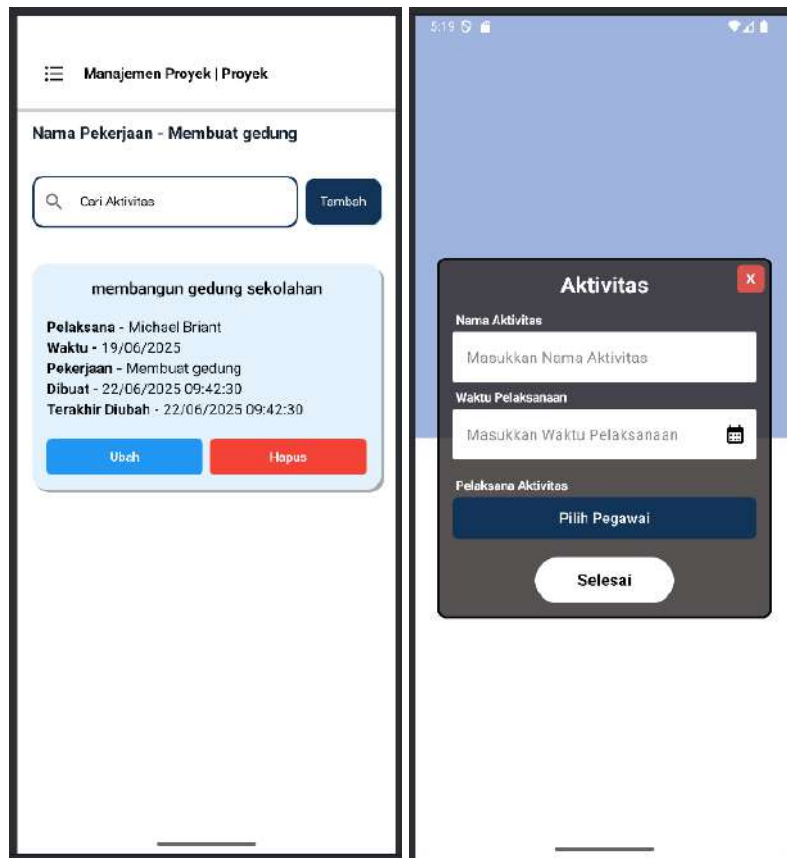 Manajemen Proyek | Proyek
Nama Pekerjaan - Membuat gedung
Cari Aktivitas
Tambah
membangun gedung sekolahan
Pelaksana - Michael Briant
Waktu - 19/06/2025
Pekerjaan - Membuat gedung
Dibuat - 22/06/2025 09:42:30
Terakhir Diubah - 22/06/2025 09:42:30
Ubah
Hapus
5:19
Aktivitas
X
Nama Aktivitas
Masukkan Nama Aktivitas
Waktu Pelaksanaan
Masukkan Waktu Pelaksanaan
Pelaksana Aktivitas
Pilih Pegawai
Selesai